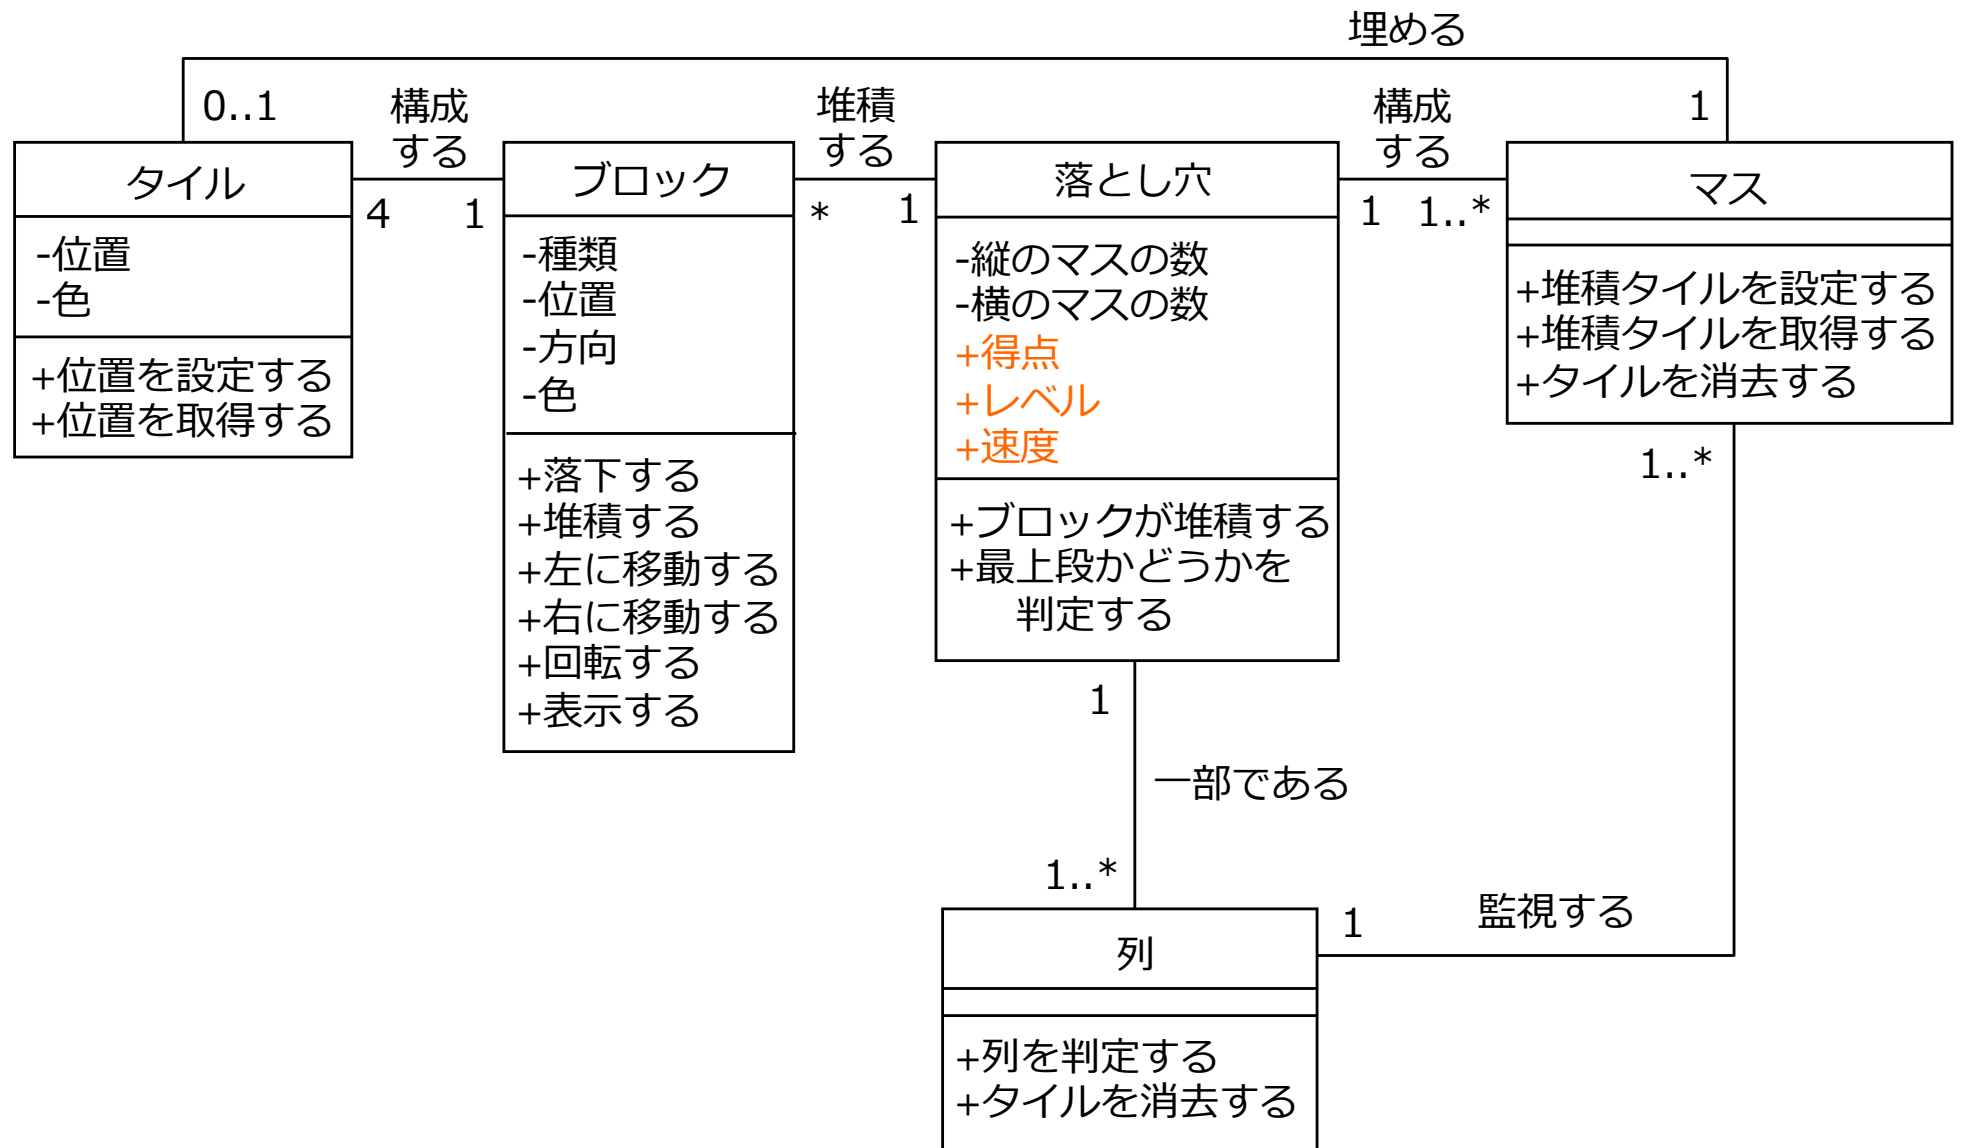 埋める
0..1
構成
する
堆積
する
構成
する
1
タイル
4
1
ブロック
*
1
落とし穴
1
1..*
マス
-位置
-色
+位置を設定する
+位置を取得する
-種類
-位置
-方向
-色
+落下する
+堆積する
+左に移動する
+右に移動する
+回転する
+表示する
-縦のマスの数
-横のマスの数
+得点
+レベル
+速度
+ブロックが堆積する
+最上段かどうかを
判定する
+堆積タイルを設定する
+堆積タイルを取得する
+タイルを消去する
1..*
1
一部である
1..*
1
監視する
列
+列を判定する
+タイルを消去する